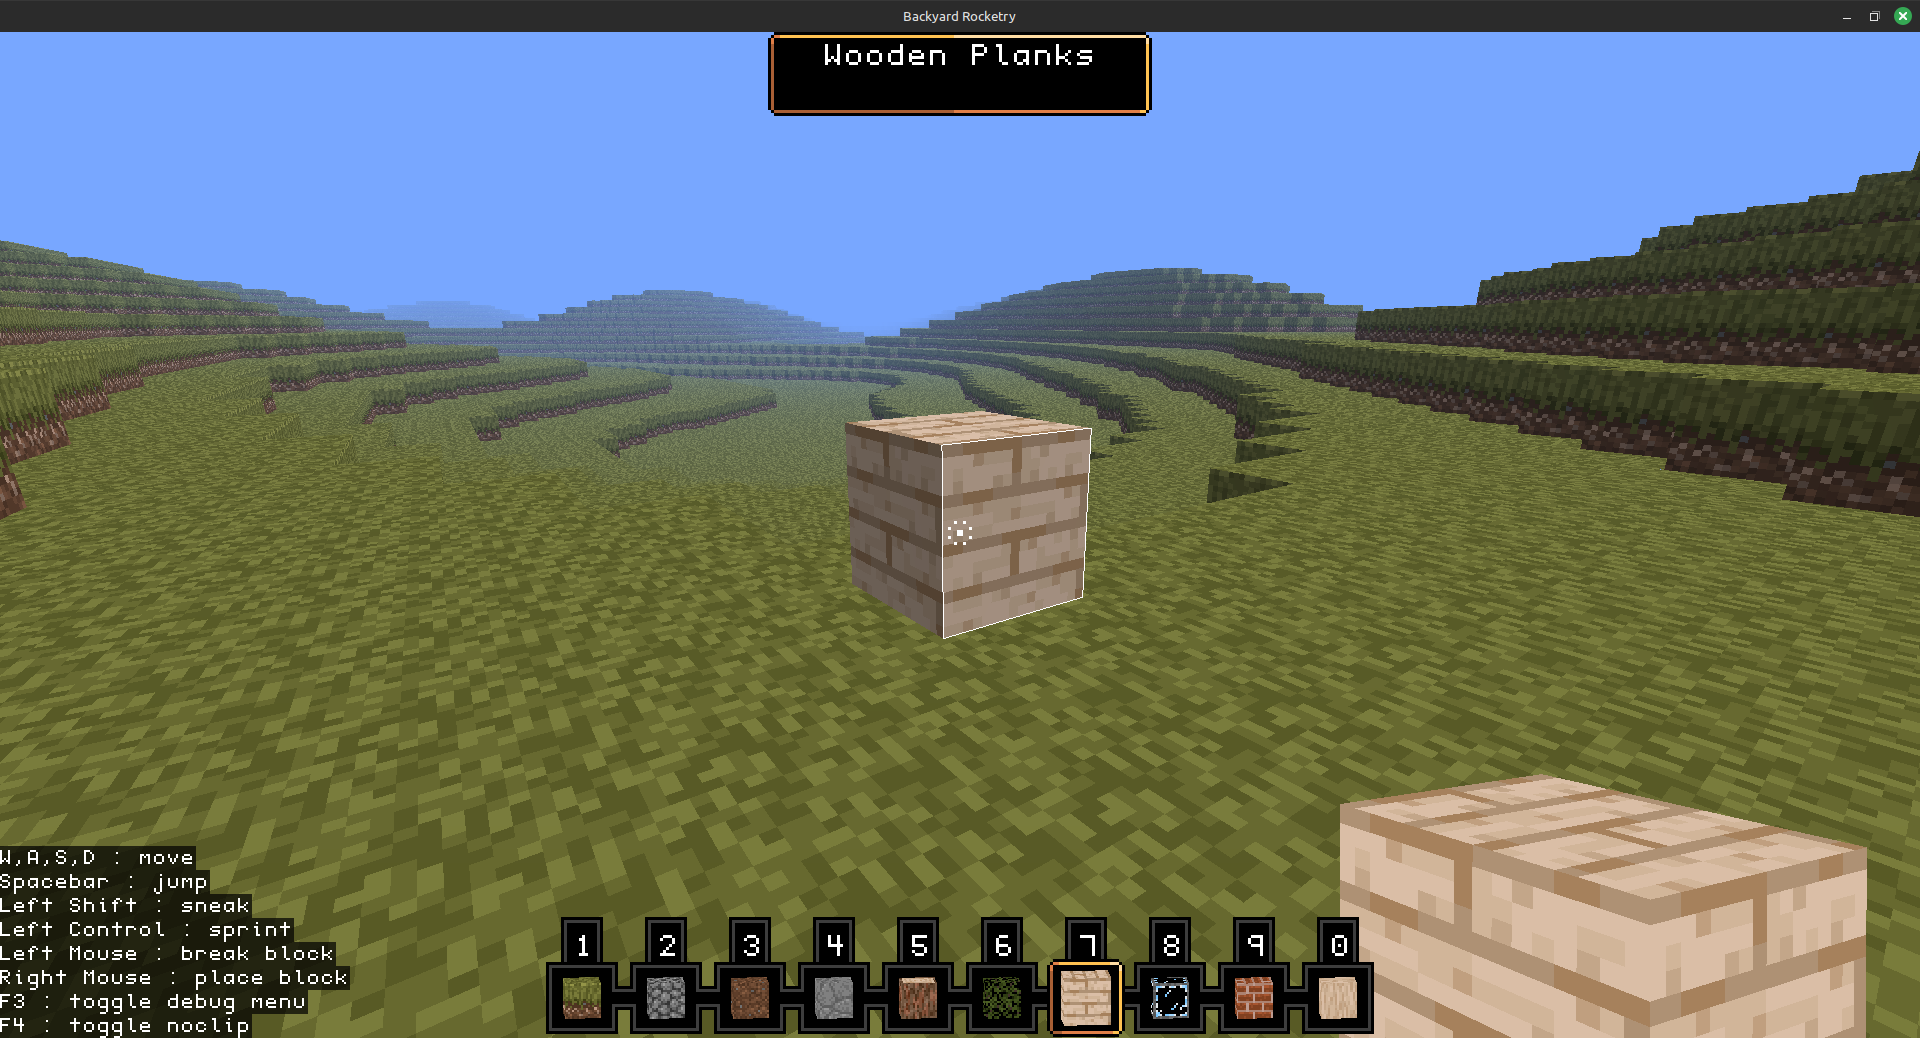 Backyard Rocketry
Wooden Planks
W,A,S,D : move
Spacebar : jump
Left Shift : sneak
Left Control : sprint
Left Mouse : break block
Right Mouse : place block
F3 : toggle debug menu
F4 : toggle noclip
1 2 3 4 5 6 7 8 9 0